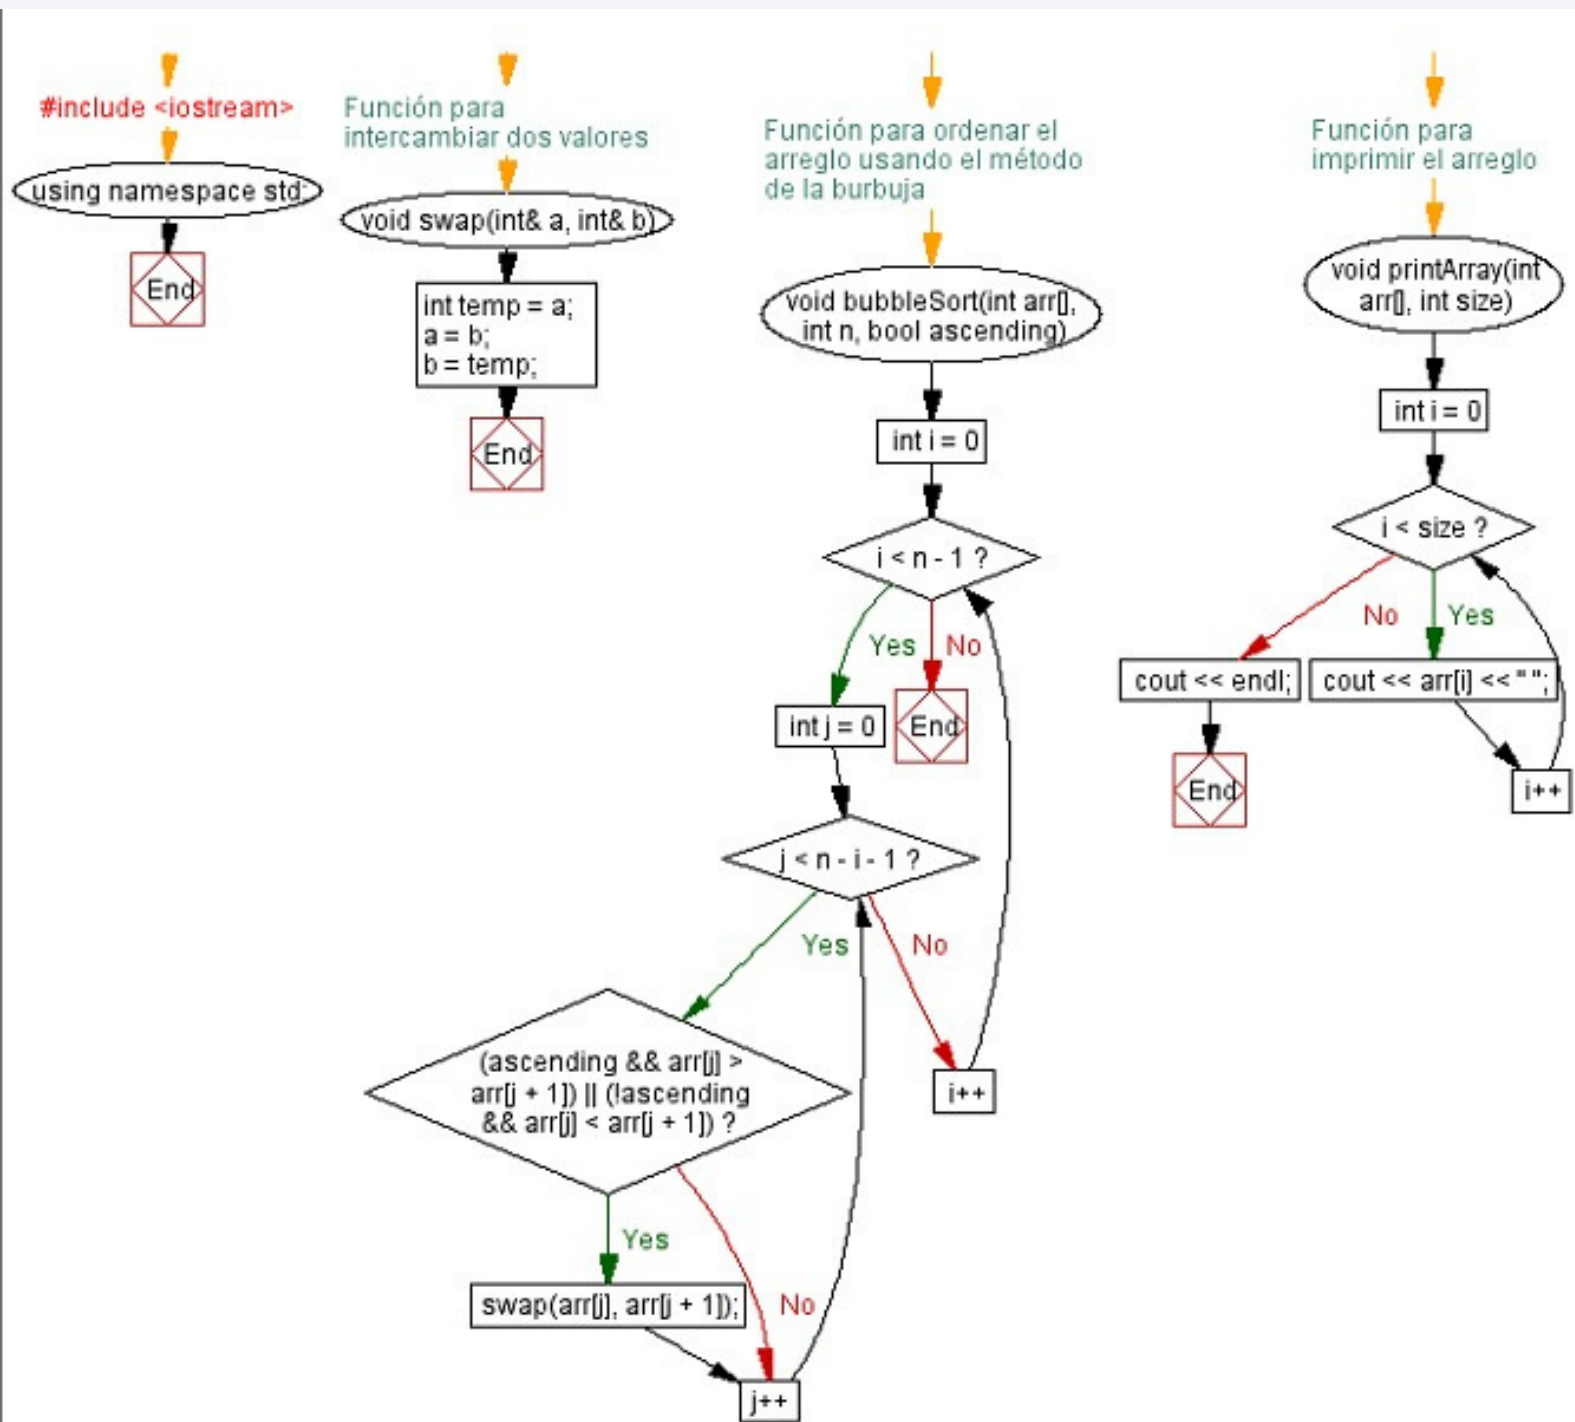 #include <iostream>
using namespace std;
End
Función para
intercambiar dos valores
void swap(int& a, int& b)
int temp = a;
a = b;
b = temp;
End
Función para ordenar el
arreglo usando el método
de la burbuja
void bubbleSort(int arr[],
int n, bool ascending)
int i = 0
i < n - 1 ?
Yes
No
int j = 0
End
j < n - i - 1 ?
Yes
No
(ascending && arr[j] >
arr[j + 1]) || (!ascending
&& arr[j] < arr[j + 1]) ?
i++
Yes
swap(arr[j], arr[j + 1]);
No
j++
Función para
imprimir el arreglo
void printArray(int
arr[], int size)
int i = 0
i < size ?
No
Yes
cout << endl;
cout << arr[i] << " ";
End
i++